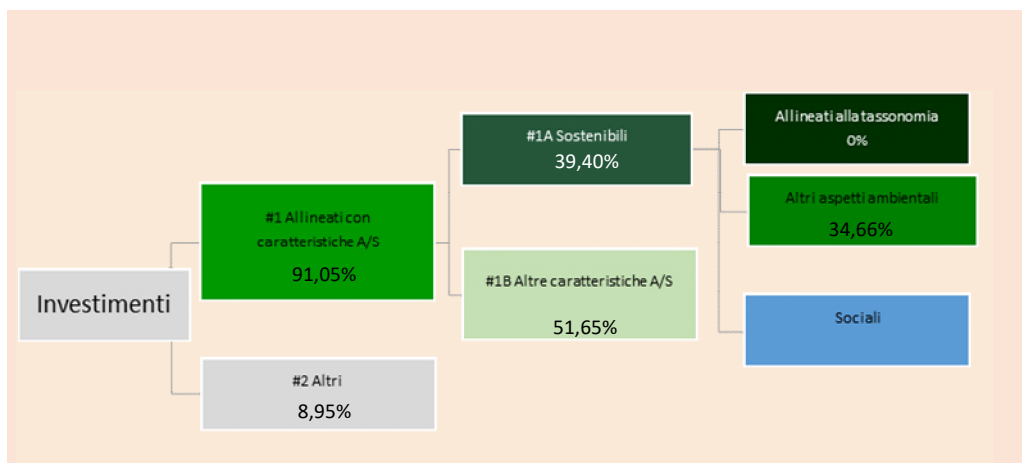 Investimenti
#1 Allineati con
caratteristiche A/S
91,05%
#2 Altri
8,95%
#1A Sostenibili
39,40%
#1B Altre caratteristiche A/S
51,65%
Allineati alla tassonomia
0%
Altri aspetti ambientali
34,66%
Sociali